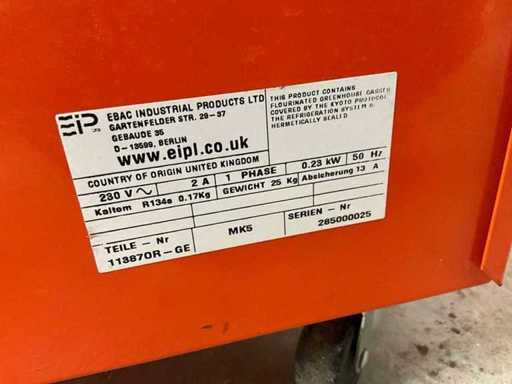 EIP LTD
EBAC INDUSTRIAL PRODUCTS LTD
GARTENFELDER STR. 29-37
GEBAUDE 35
D-13599, BERLIN
www.eipl.co.uk
THIS PRODUCT CONTAINS
FLOURINATED GREENHOUSE GASSES
COVERED BY THE KYOTO PROTOCOL
THE REFRIGERATION SYSTEM IS
HERMETICALLY SEALED
COUNTRY OF ORIGIN UNITED KINGDOM
230 V ~ 2 A 1 PHASE 0.23 kW 50 Hz
Kaltem R134a 0.17Kg GEWICHT 25 Kg Absicherung 13 A
TEILE - Nr MK5 SERIEN - Nr
113870R-GE 285000025